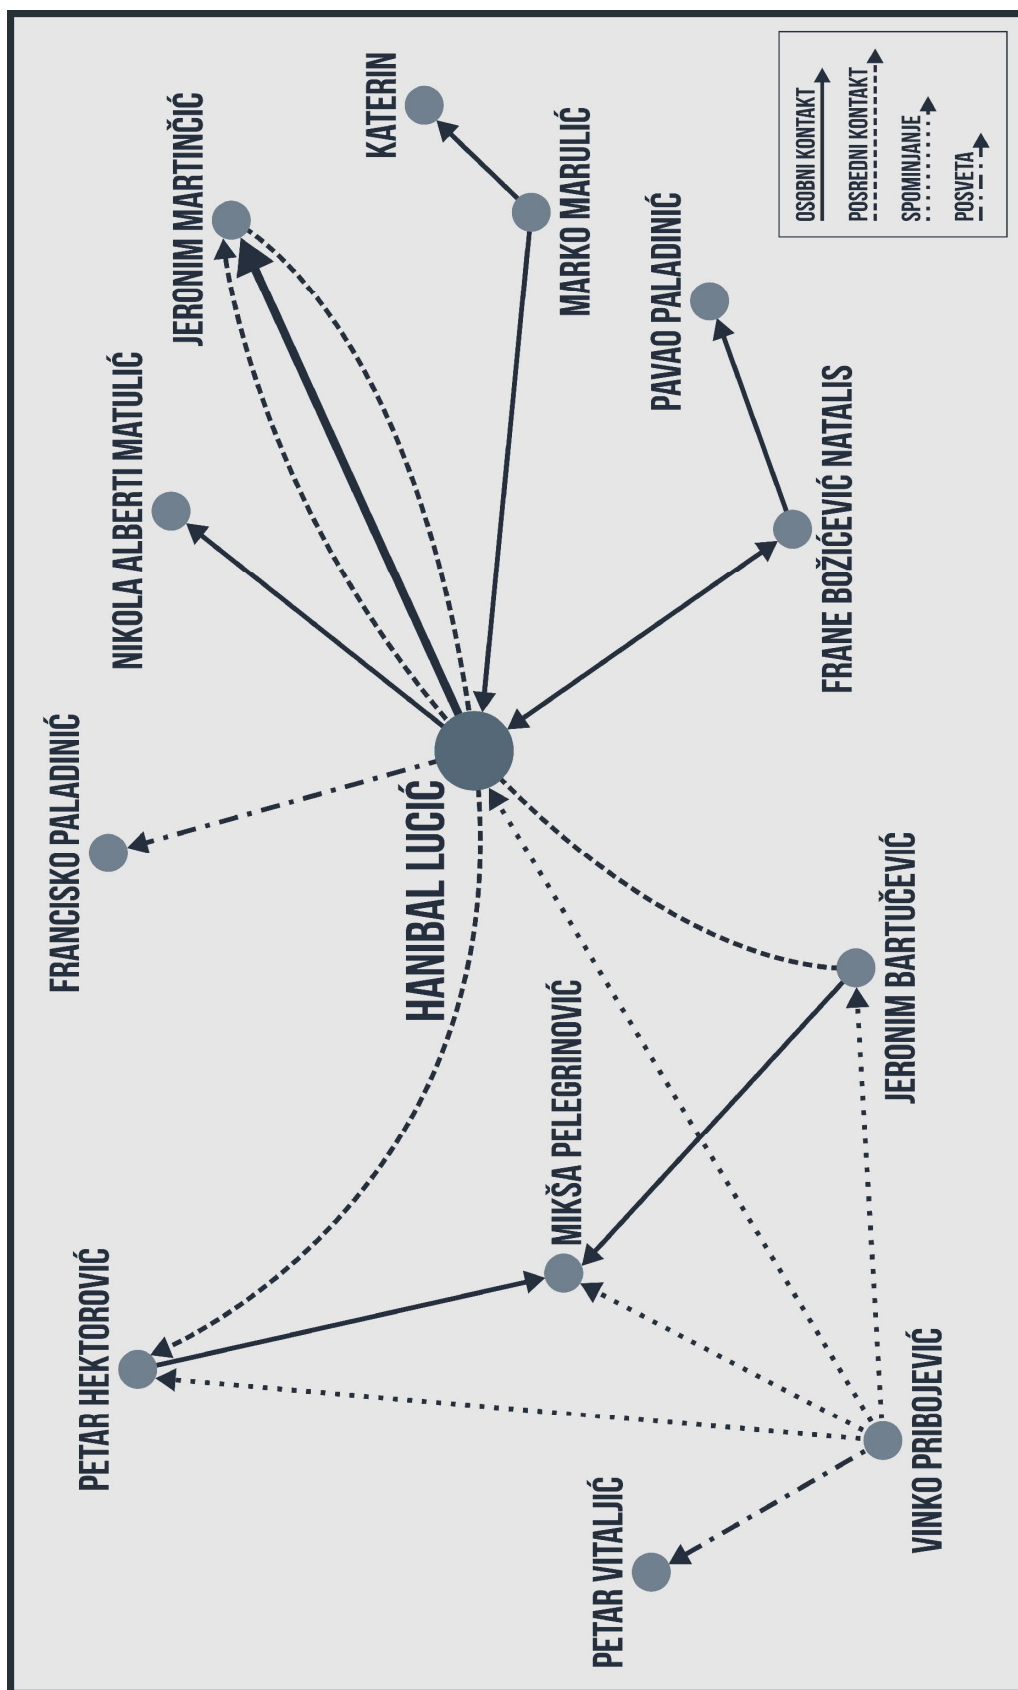 FRANCISKO PALADINIĆ
PETAR HEKTOROVIĆ
NIKOLA ALBERTI MATULIĆ
JERONIM MARTINČIĆ
KATERIN
HANIBAL LUCIĆ
MIKŠA PELEGRINOVIĆ
MARKO MARULIĆ
PETAR VITALJIĆ
PAVAO PALADINIĆ
FRANE BOŽIĆEVIĆ NATALIS
JERONIM BARTUČEVIĆ
VINKO PRIBOJEVIĆ
OSOBNI KONTAKT
POSREDNI KONTAKT
SPOMINJANJE
POSVETA